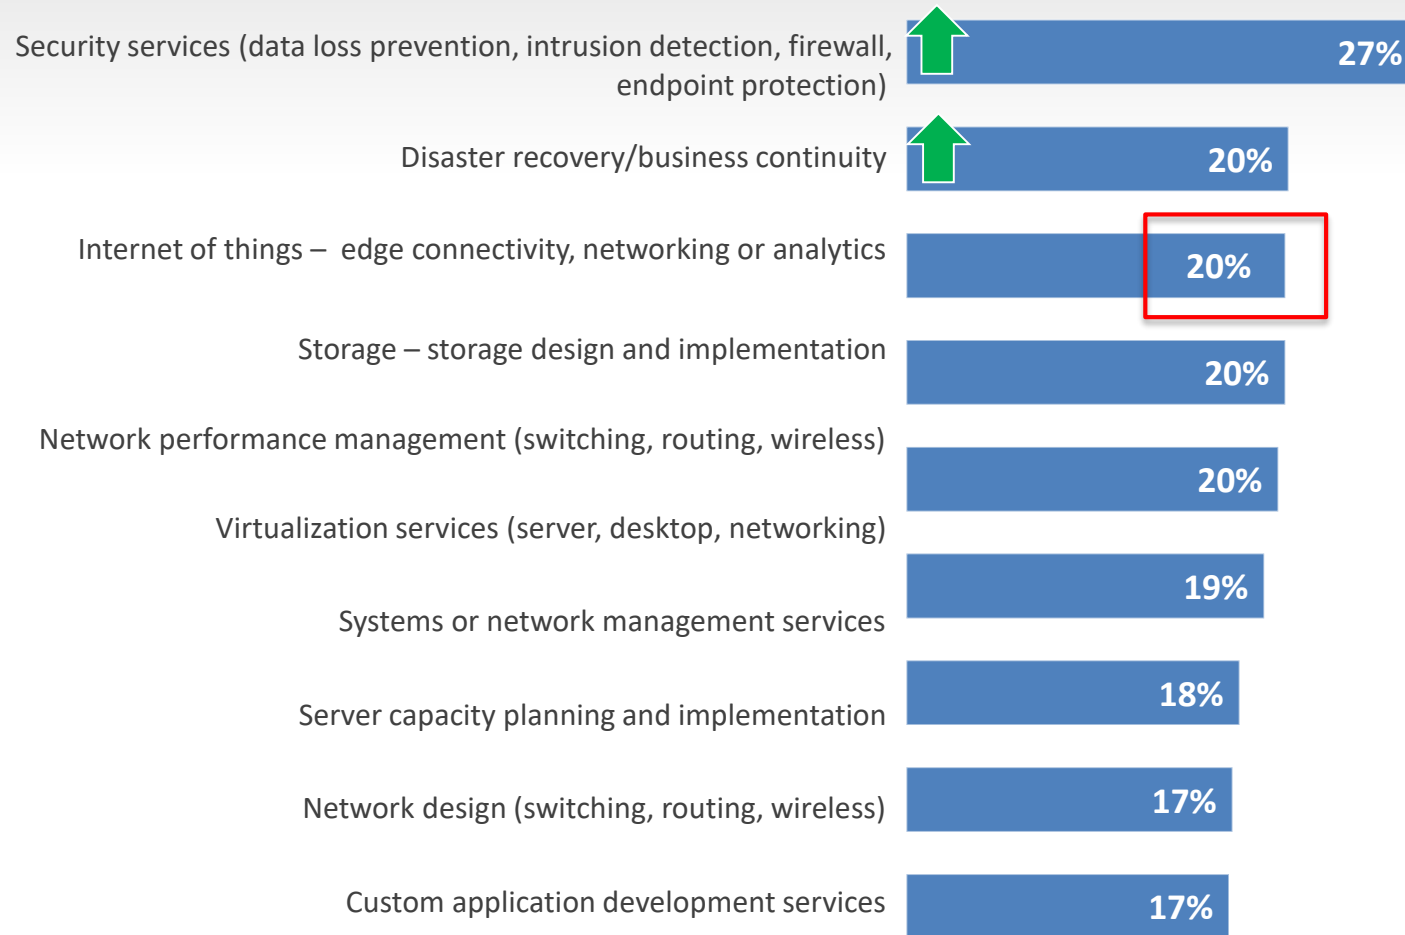 Security services (data loss prevention, intrusion detection, firewall,
endpoint protection)
27%
Disaster recovery/business continuity
20%
Internet of things –  edge connectivity, networking or analytics
20%
Storage – storage design and implementation
20%
Network performance management (switching, routing, wireless)
20%
Virtualization services (server, desktop, networking)
19%
Systems or network management services
18%
Server capacity planning and implementation
17%
Network design (switching, routing, wireless)
17%
Custom application development services